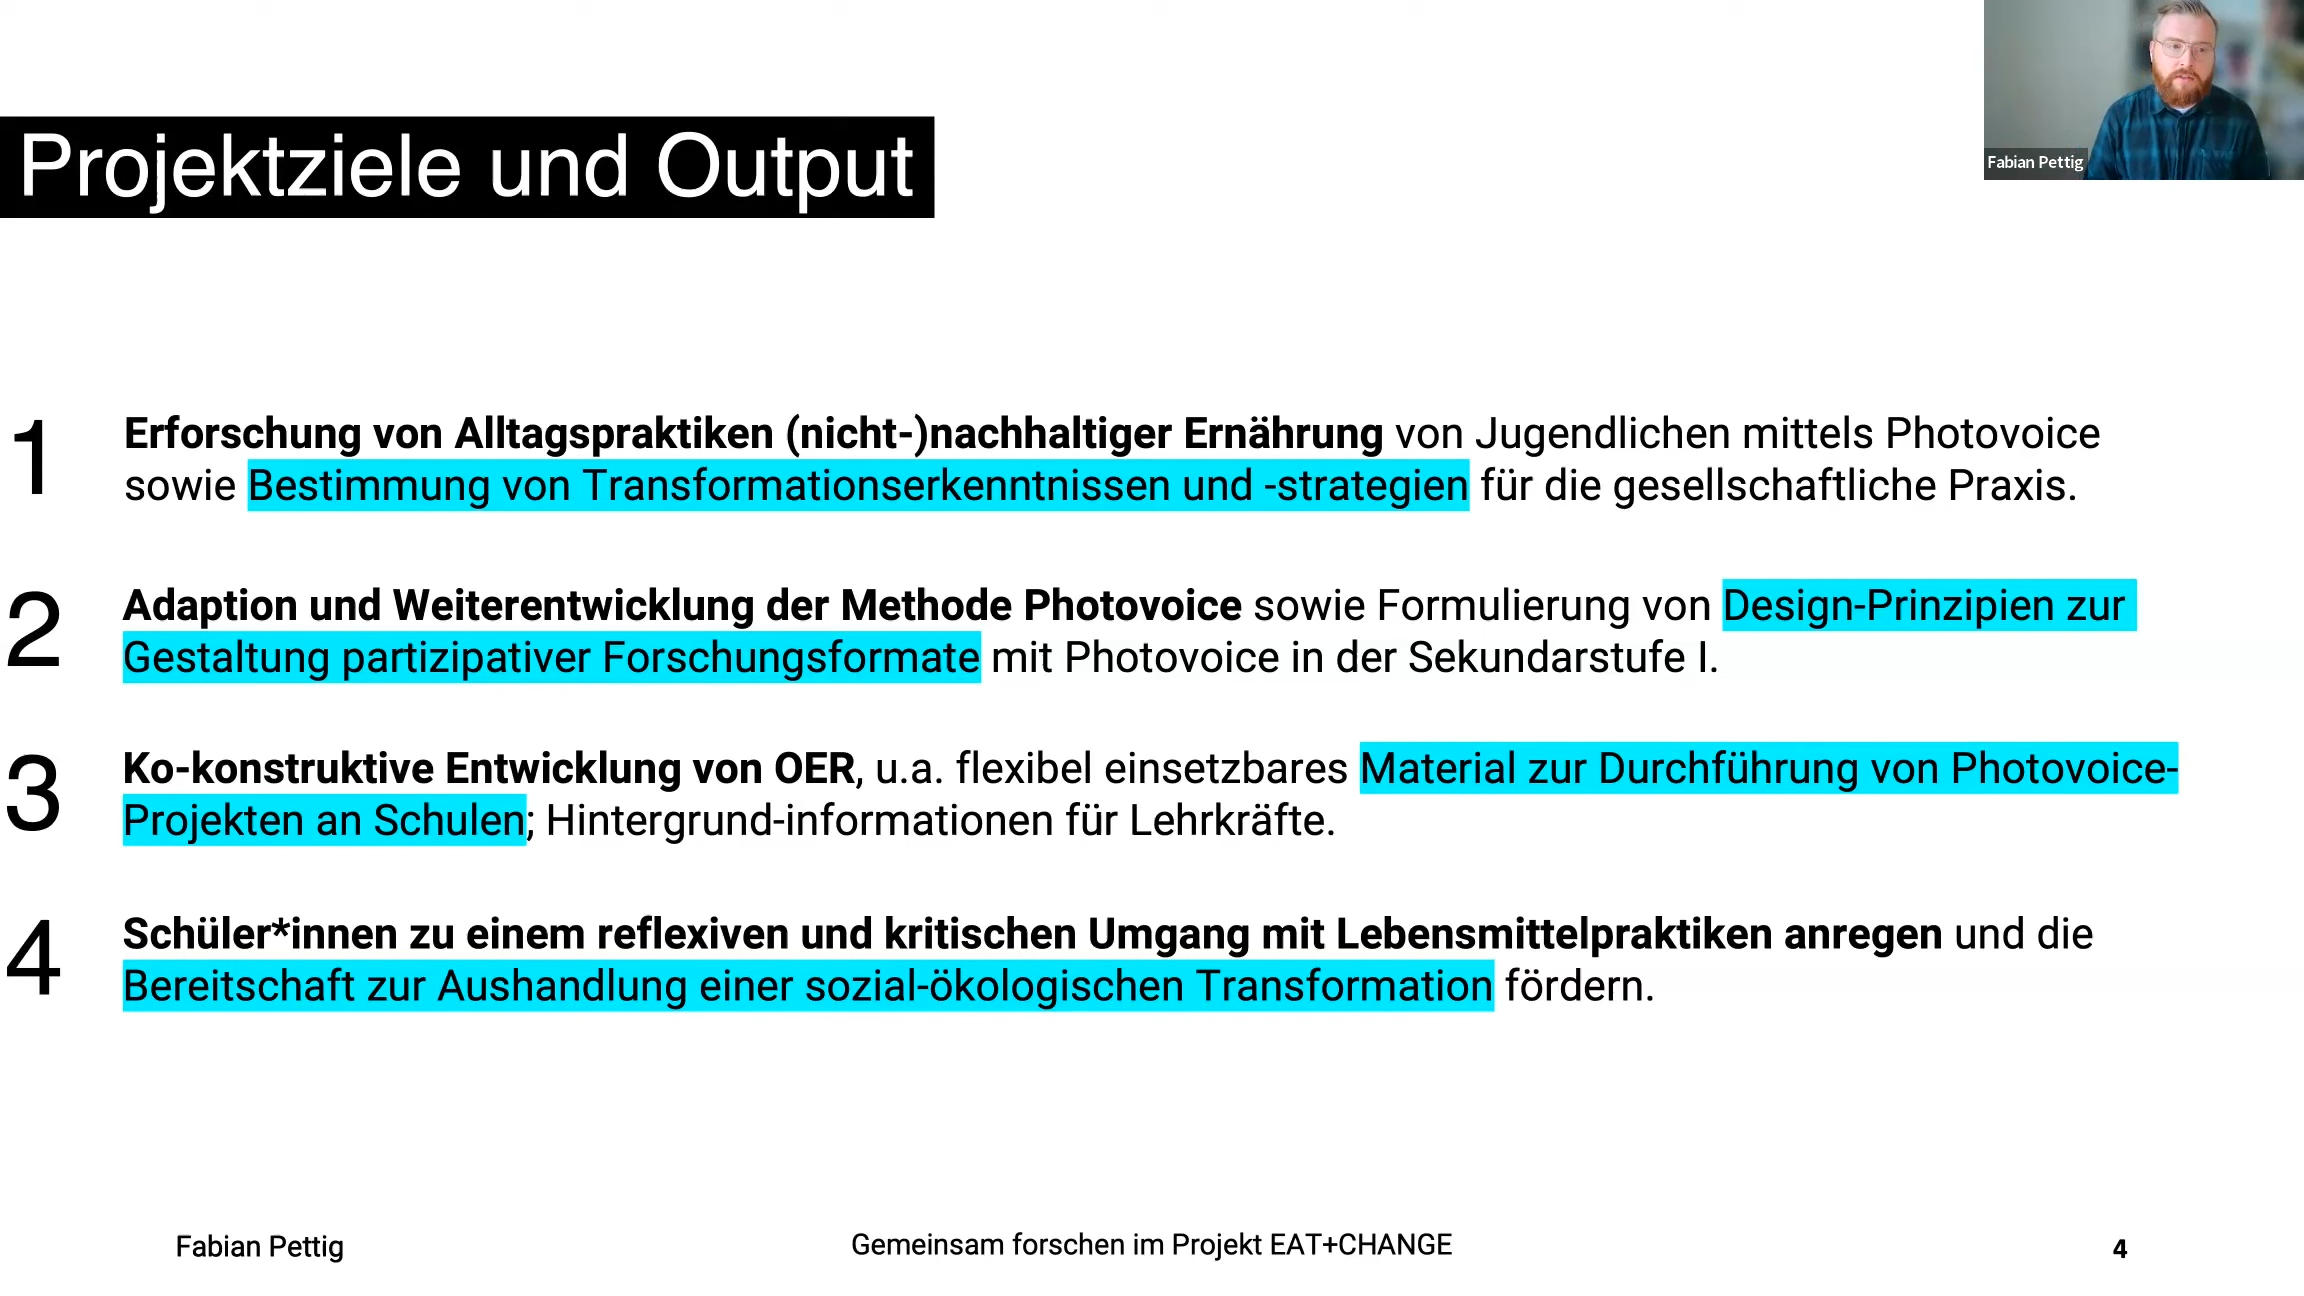 Fabian Pettig
Projektziele und Output
1
Erforschung von Alltagspraktiken (nicht-)nachhaltiger Ernährung von Jugendlichen mittels Photovoice
sowie Bestimmung von Transformationserkenntnissen und -strategien für die gesellschaftliche Praxis.
2
Adaption und Weiterentwicklung der Methode Photovoice sowie Formulierung von Design-Prinzipien zur
Gestaltung partizipativer Forschungsformate mit Photovoice in der Sekundarstufe I.
3
Ko-konstruktive Entwicklung von OER, u.a. flexibel einsetzbares Material zur Durchführung von Photovoice-
Projekten an Schulen; Hintergrund-informationen für Lehrkräfte.
4
Schüler*innen zu einem reflexiven und kritischen Umgang mit Lebensmittelpraktiken anregen und die
Bereitschaft zur Aushandlung einer sozial-ökologischen Transformation fördern.
Fabian Pettig
Gemeinsam forschen im Projekt EAT+CHANGE
4